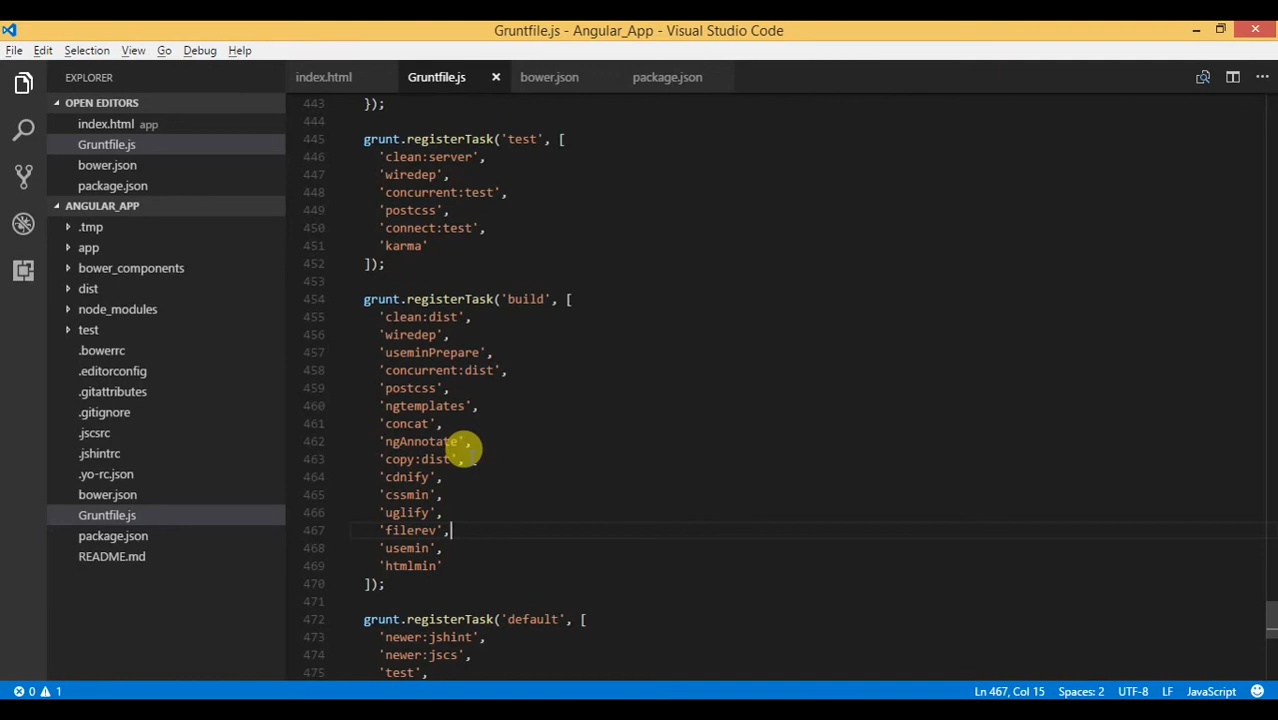 Gruntfile.js - Angular_App - Visual Studio Code
File Edit Selection View Go Debug Help
EXPLORER
OPEN EDITORS
index.html app
Gruntfile.js
bower.json
package.json
ANGULAR_APP
.tmp
app
bower_components
dist
node_modules
test
.bowerrc
.editorconfig
.gitattributes
.gitignore
.jscsrc
.jshintrc
.yo-rc.json
bower.json
Gruntfile.js
package.json
README.md
index.html Gruntfile.js bower.json package.json
443 });
444
445 grunt.registerTask('test', [
446 'clean:server',
447 'wiredep',
448 'concurrent:test',
449 'postcss',
450 'connect:test',
451 'karma'
452 ]);
453
454 grunt.registerTask('build', [
455 'clean:dist',
456 'wiredep',
457 'useminPrepare',
458 'concurrent:dist',
459 'postcss',
460 'ngtemplates',
461 'concat',
462 'ngAnnotate',
463 'copy:dist',
464 'cdnify',
465 'cssmin',
466 'uglify',
467 'filerev',
468 'usemin',
469 'htmlmin'
470 ]);
471
472 grunt.registerTask('default', [
473 'newer:jshint',
474 'newer:jscs',
475 'test',
0 1 Ln 467, Col 15 Spaces: 2 UTF-8 LF JavaScript